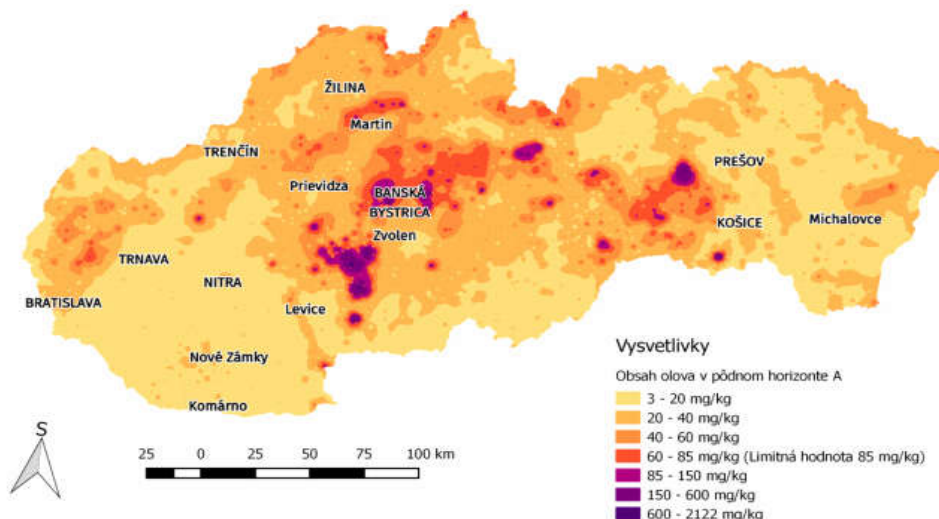 ŽILINA
Martin
TRENČÍN
PREŠOV
Prievidza
BANSKÁ
BYSTRICA
KOŠICE
Michalovce
Zvolen
TRNAVA
NITRA
BRATISLAVA
Levice
Nové Zámky
Komárno
Vysvetlivky
Obsah olova v pôdnom horizonte A
3 - 20 mg/kg
20 - 40 mg/kg
40 - 60 mg/kg
60 - 85 mg/kg (Limitná hodnota 85 mg/kg)
85 - 150 mg/kg
150 - 600 mg/kg
600 - 2122 mg/kg
S
25 0 25 50 75 100 km